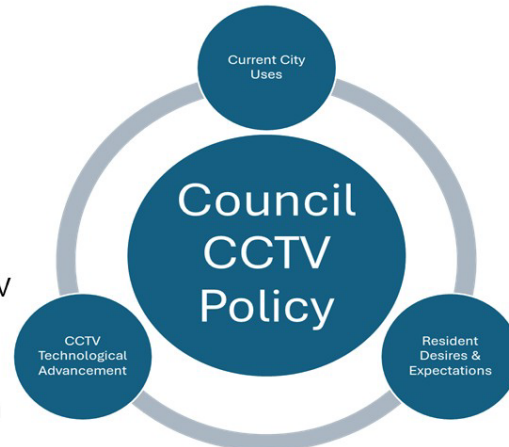 Current City
Uses
Council
CCTV
Policy
V
CCTV
Technological
Advancement
Resident
Desires &
Expectations